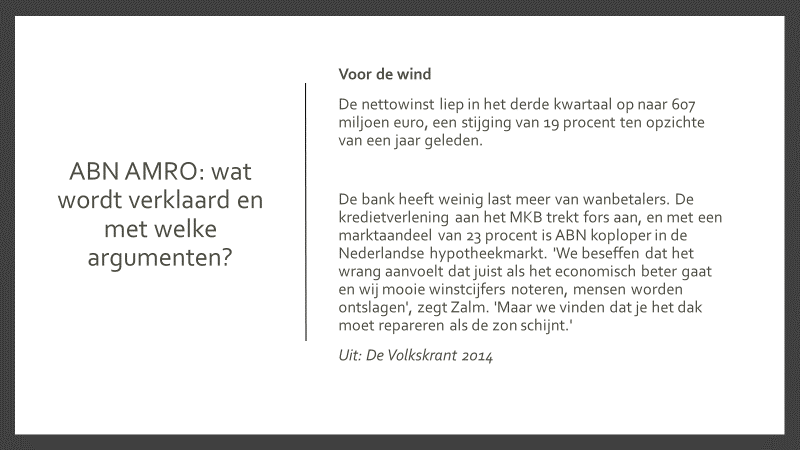 ABN AMRO: wat
wordt verklaard en
met welke
argumenten?
Voor de wind
De nettowinst liep in het derde kwartaal op naar 607
miljoen euro, een stijging van 19 procent ten opzichte
van een jaar geleden.
De bank heeft weinig last meer van wanbetalers. De
kredietverlening aan het MKB trekt fors aan, en met een
marktaandeel van 23 procent is ABN koploper in de
Nederlandse hypotheekmarkt. 'We beseffen dat het
wrang aanvoelt dat juist als het economisch beter gaat
en wij mooie winstcijfers noteren, mensen worden
ontslagen', zegt Zalm. 'Maar we vinden dat je het dak
moet repareren als de zon schijnt.'
Uit: De Volkskrant 2014